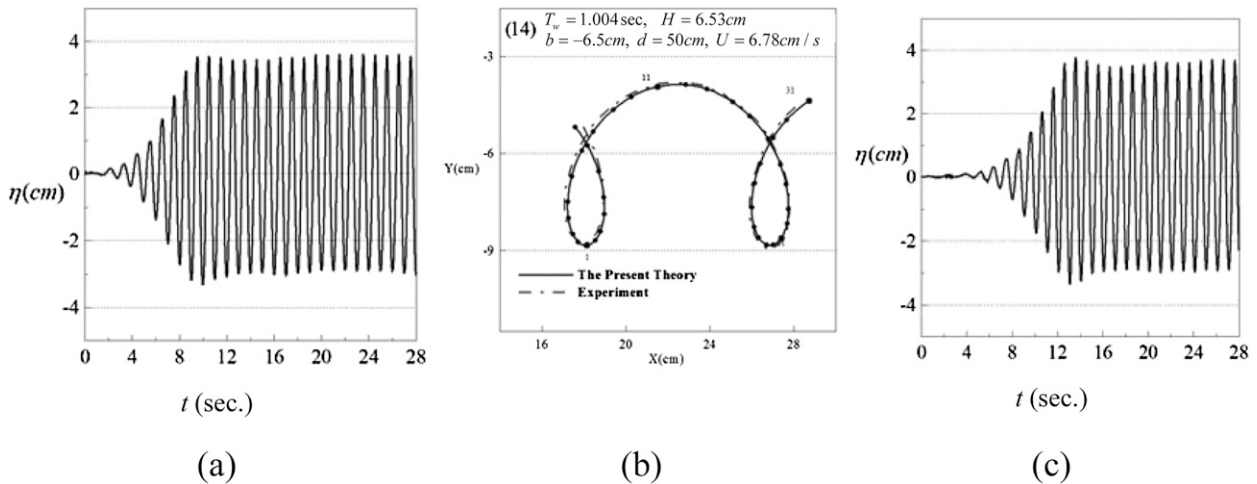 4
2
0
-2
-4
η(cm)
0 4 8 12 16 20 24 28
t (sec.)
(a)
(14) T_w = 1.004 sec, H = 6.53cm
b = −6.5cm, d = 50cm, U = 6.78cm / s
-3
-6
-9
Y(cm)
11
31
1
The Present Theory
Experiment
16 20 24 28
X(cm)
(b)
4
2
0
-2
-4
η(cm)
0 4 8 12 16 20 24 28
t (sec.)
(c)